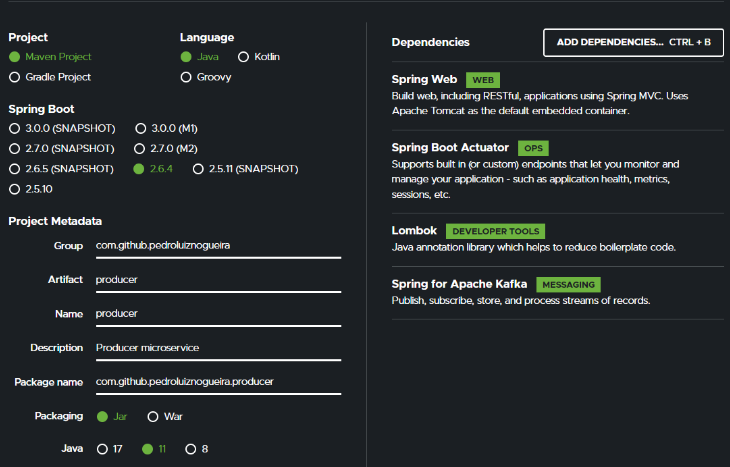 Project
Maven Project
Gradle Project
Language
Java Kotlin
Groovy
Spring Boot
3.0.0 (SNAPSHOT) 3.0.0 (M1)
2.7.0 (SNAPSHOT) 2.7.0 (M2)
2.6.5 (SNAPSHOT) 2.6.4 2.5.11 (SNAPSHOT)
2.5.10
Project Metadata
Group com.github.pedroluiznogueira
Artifact producer
Name producer
Description Producer microservice
Package name com.github.pedroluiznogueira.producer
Packaging Jar War
Java 17 11 8
Dependencies ADD DEPENDENCIES... CTRL + B
Spring Web WEB
Build web, including RESTful, applications using Spring MVC. Uses
Apache Tomcat as the default embedded container.
Spring Boot Actuator OPS
Supports built in (or custom) endpoints that let you monitor and
manage your application - such as application health, metrics,
sessions, etc.
Lombok DEVELOPER TOOLS
Java annotation library which helps to reduce boilerplate code.
Spring for Apache Kafka MESSAGING
Publish, subscribe, store, and process streams of records.